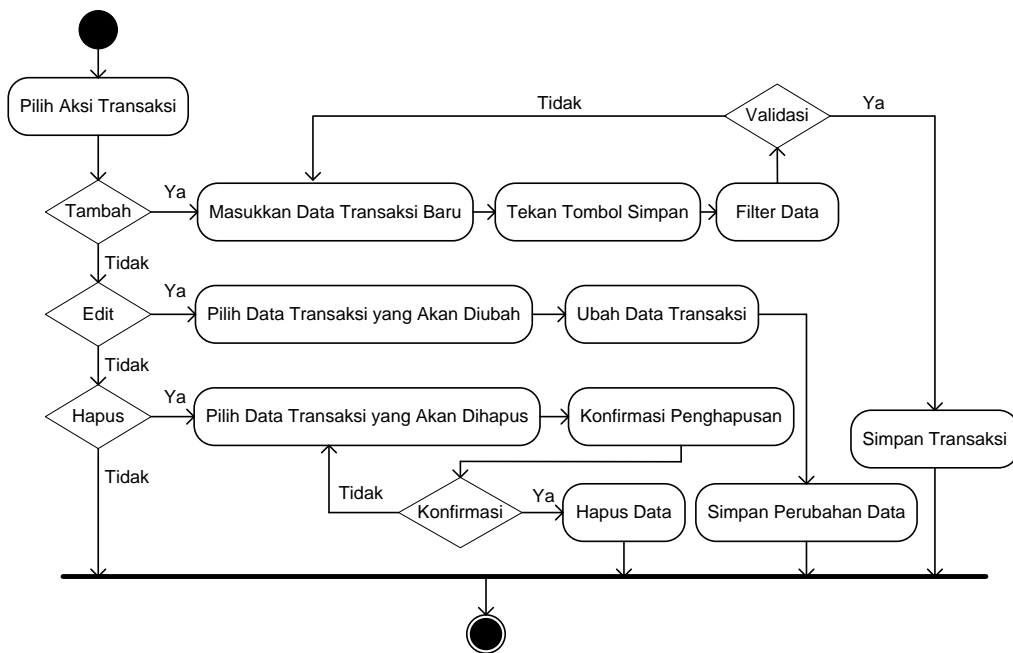 Pilih Aksi Transaksi
Tidak
Validasi
Ya
Tambah
Ya
Masukkan Data Transaksi Baru
Tekan Tombol Simpan
Filter Data
Tidak
Edit
Ya
Pilih Data Transaksi yang Akan Diubah
Ubah Data Transaksi
Tidak
Hapus
Ya
Pilih Data Transaksi yang Akan Dihapus
Konfirmasi Penghapusan
Simpan Transaksi
Tidak
Tidak
Konfirmasi
Ya
Hapus Data
Simpan Perubahan Data